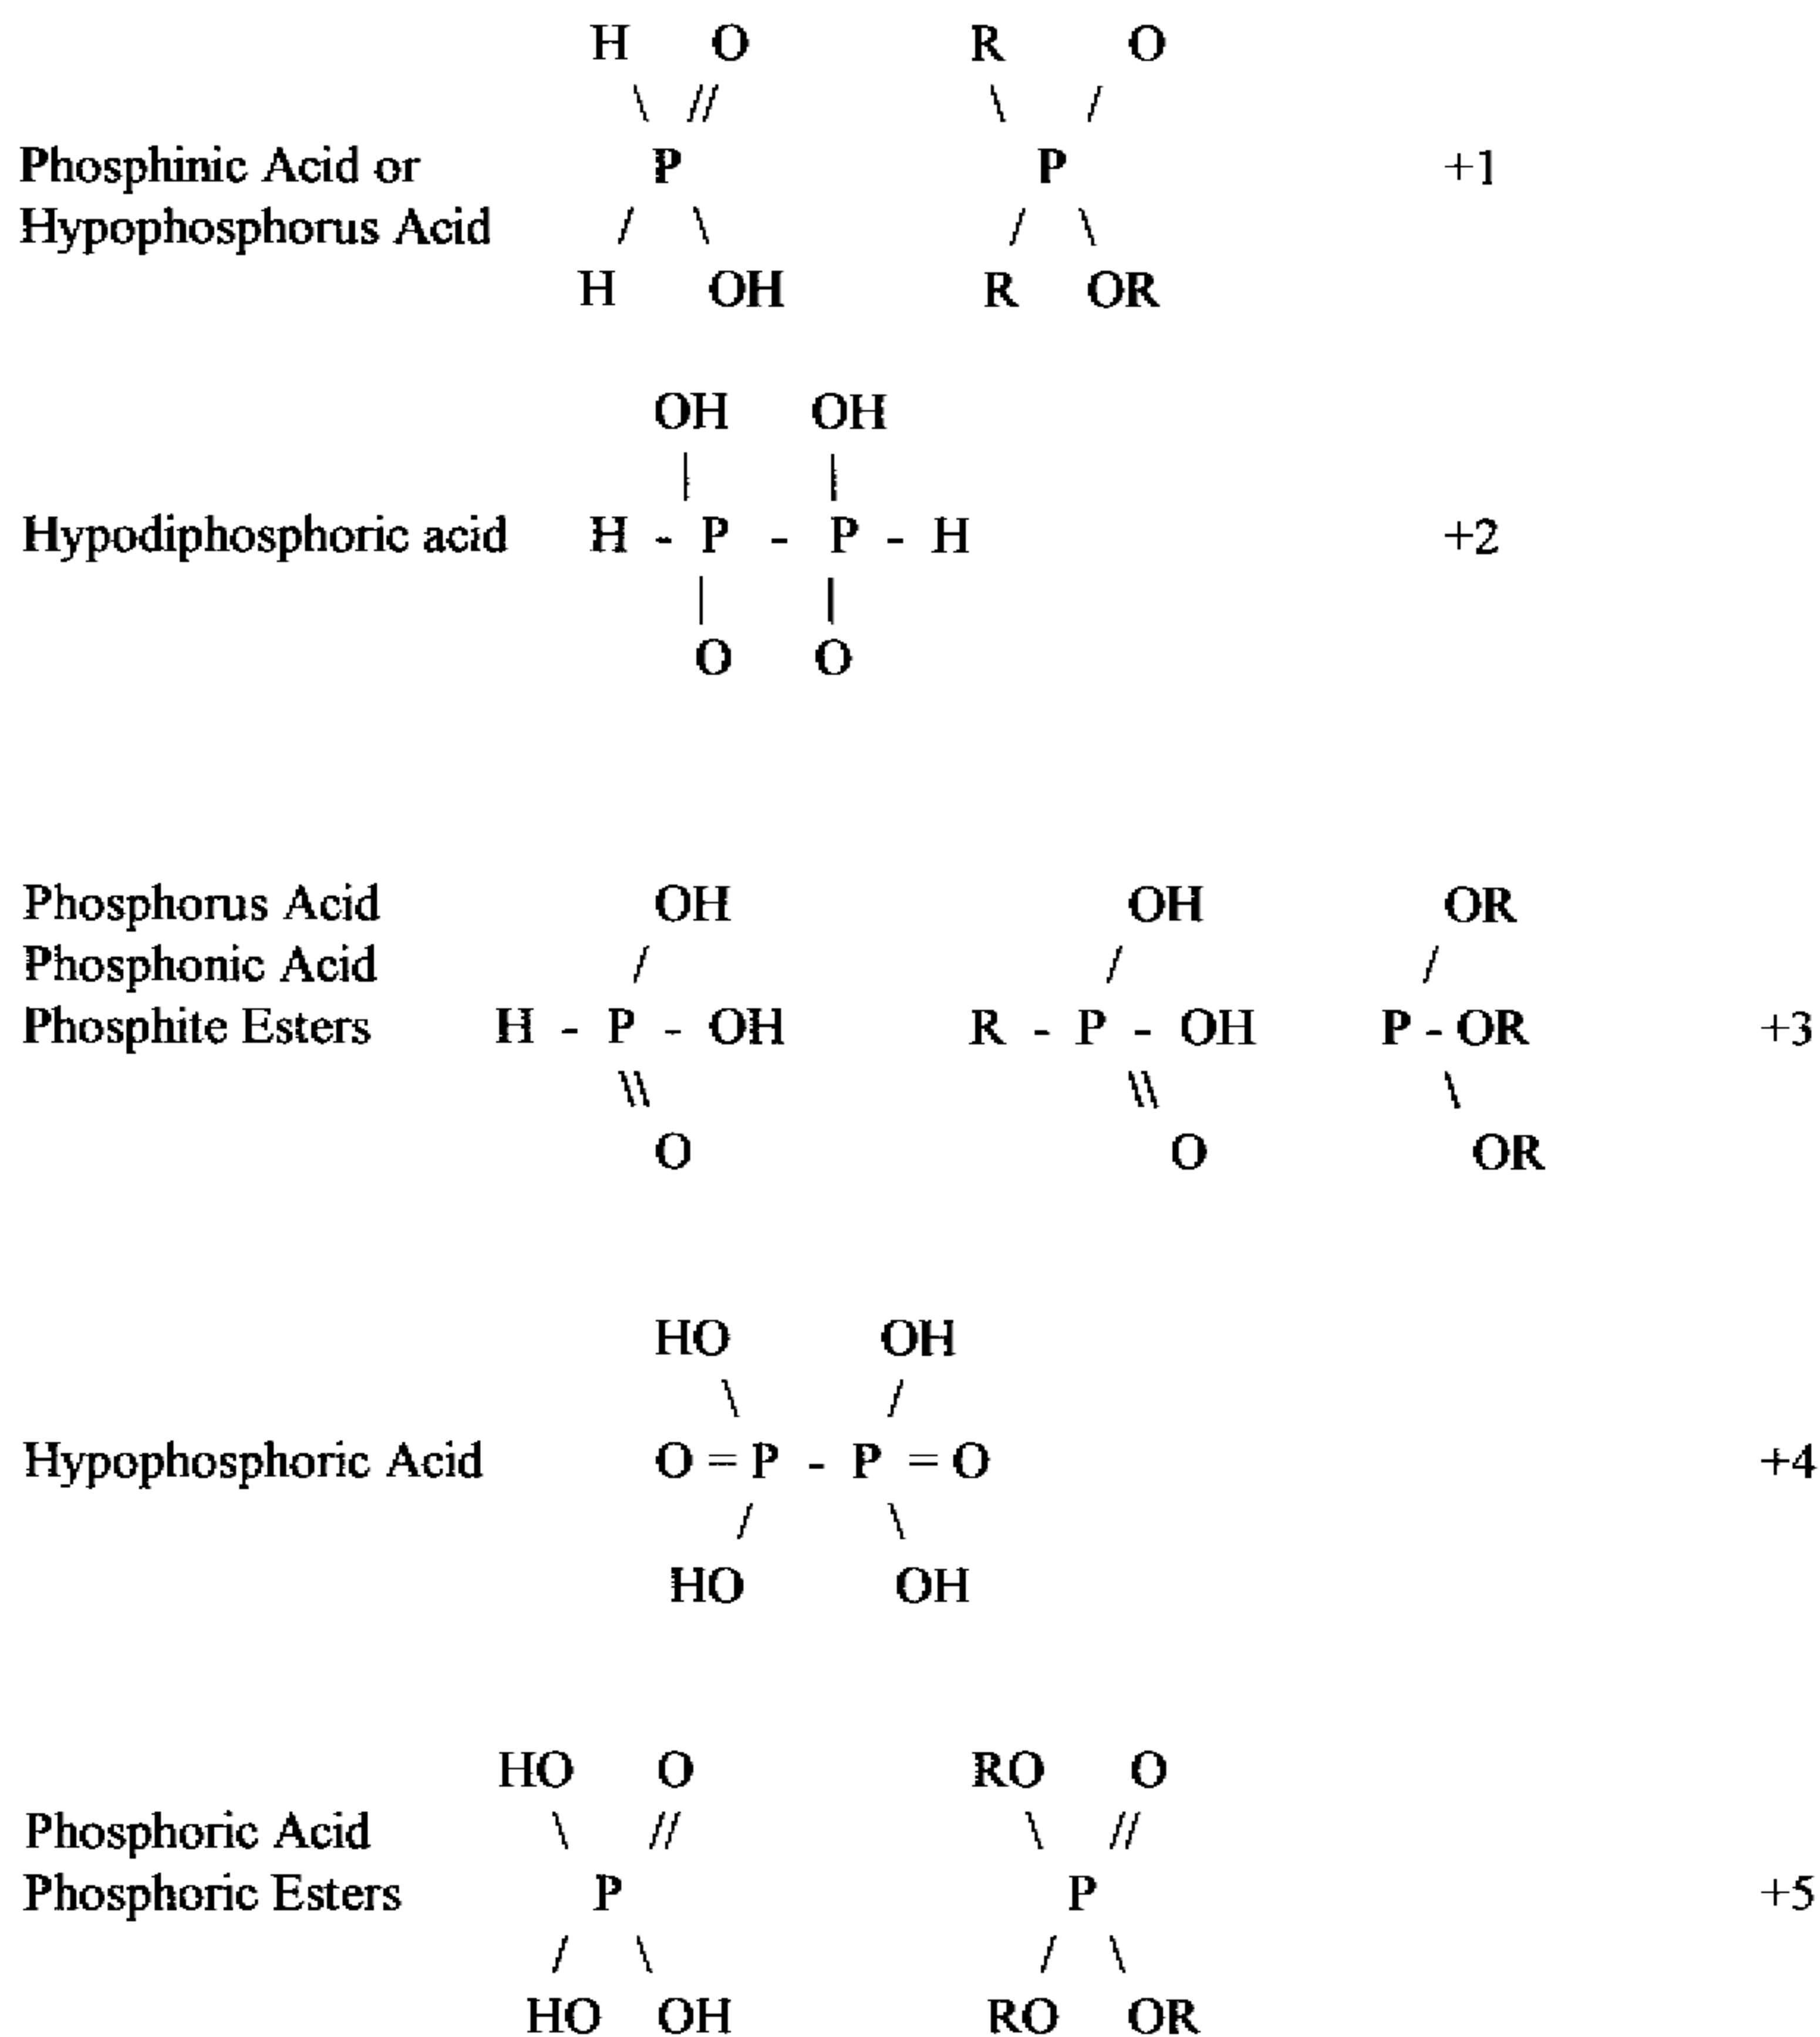 H O R O
\ // \ /
Phosphinic Acid or P P +1
/ \ / \
Hypophosphorus Acid
H OH R OR
OH OH
| |
Hypodiphosphoric acid H - P - P - H +2
| |
O O
Phosphorus Acid OH OH OR
Phosphonic Acid / / /
Phosphite Esters H - P - OH R - P - OH P - OR +3
\\ \\ \
O O OR
HO OH
\ /
Hypophosphoric Acid O = P - P = O +4
/ \
HO OH
HO O RO O
Phosphoric Acid \ // \ //
Phosphoric Esters P P +5
/ \ / \
HO OH RO OR